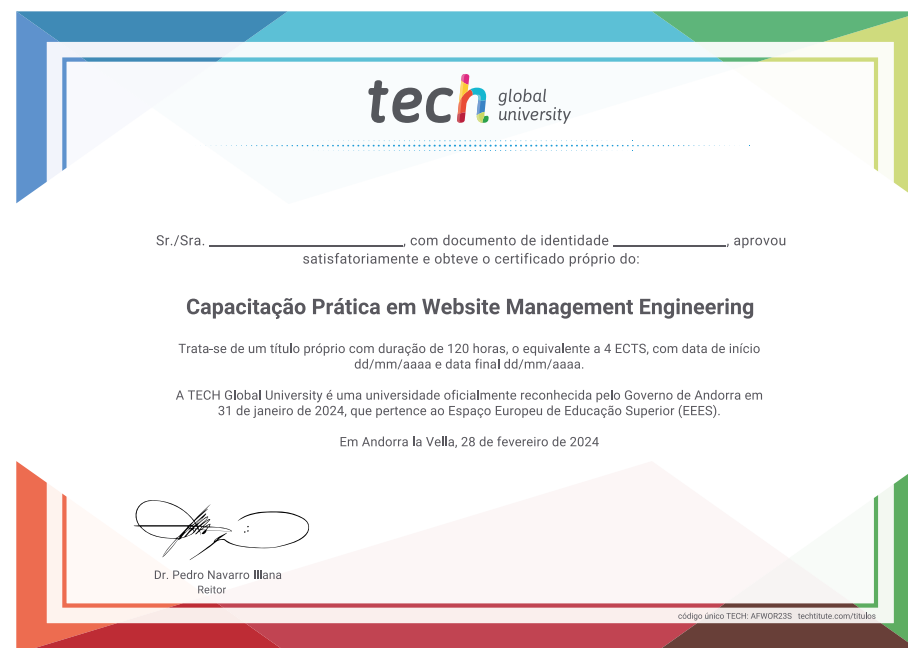 tech global
university
Sr./Sra. ______________________, com documento de identidade _____________, aprovou
satisfatoriamente e obteve o certificado próprio do:
Capacitação Prática em Website Management Engineering
Trata-se de um título próprio com duração de 120 horas, o equivalente a 4 ECTS, com data de início
dd/mm/aaaa e data final dd/mm/aaaa.
A TECH Global University é uma universidade oficialmente reconhecida pelo Governo de Andorra em
31 de janeiro de 2024, que pertence ao Espaço Europeu de Educação Superior (EEES).
Em Andorra la Vella, 28 de fevereiro de 2024
Dr. Pedro Navarro Illana
Reitor
código único TECH: AFWOR23S techtitute.com/titulos